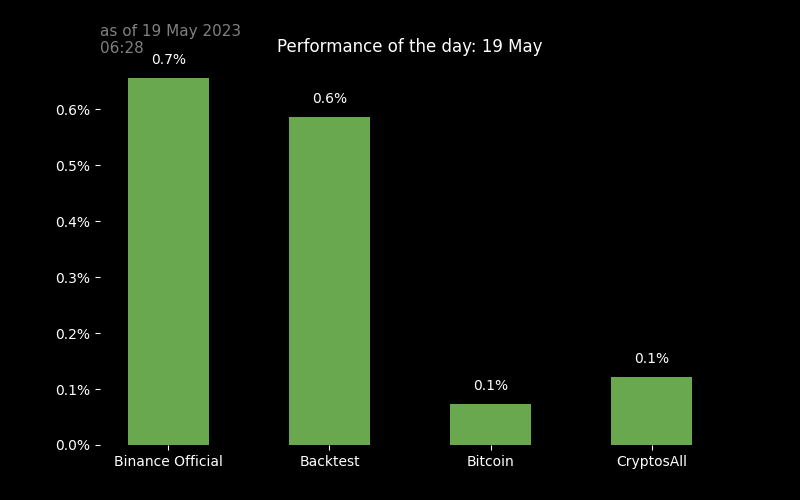 as of 19 May 2023
06:28
Performance of the day: 19 May
0.7%
0.6%
0.1%
0.1%
0.6%
0.5%
0.4%
0.3%
0.2%
0.1%
0.0%
Binance Official
Backtest
Bitcoin
CryptosAll